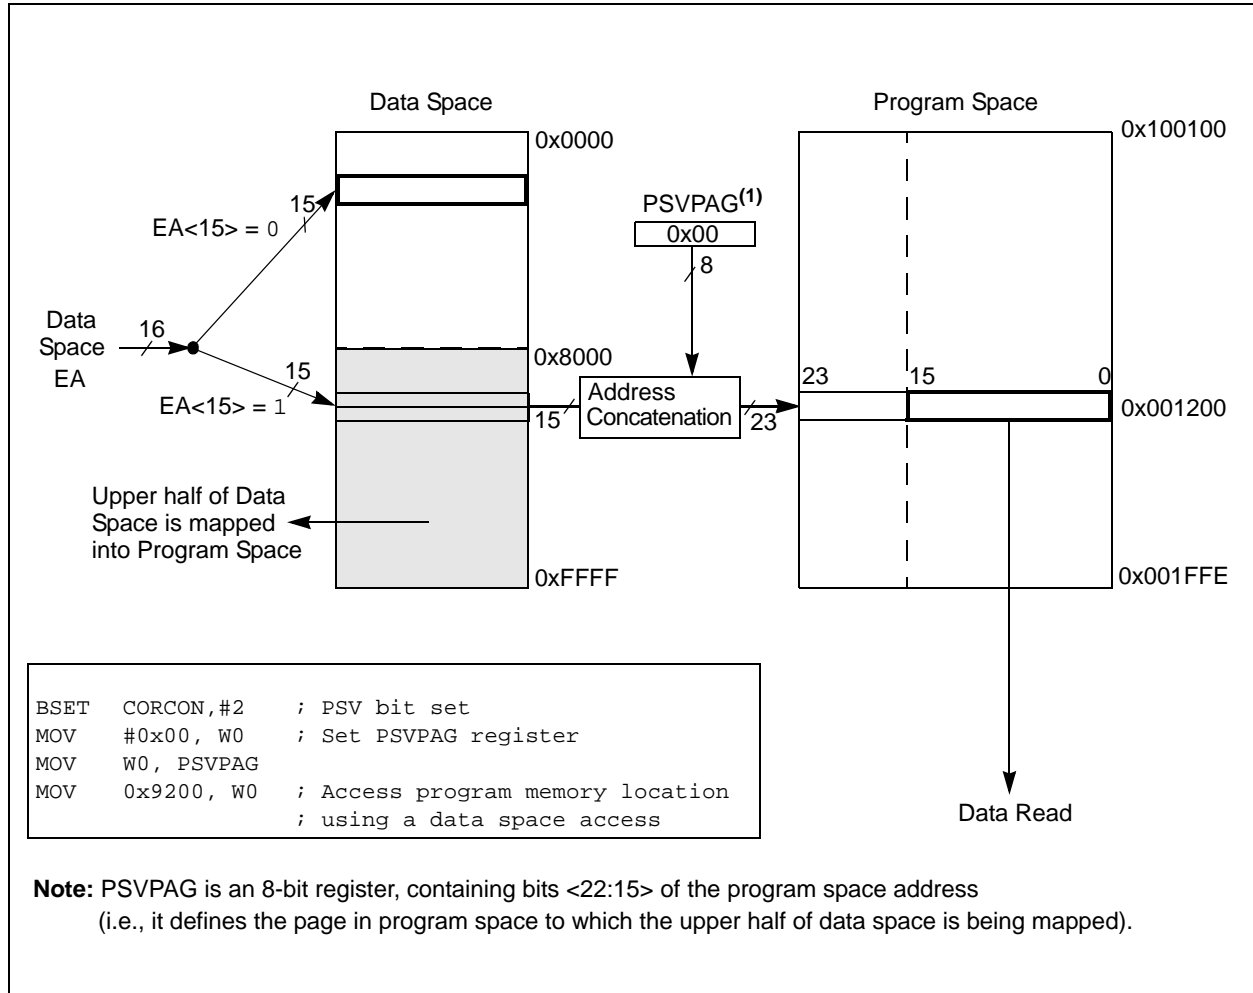 Data Space
Program Space
0x0000
0x100100
15
PSVPAG(1)
EA<15> = 0
0x00
8
Data
Space
EA
16
0x8000
15
Address
Concatenation
23
15
0
EA<15> = 1
15
23
0x001200
Upper half of Data
Space is mapped
into Program Space
0xFFFF
0x001FFE
BSET CORCON,#2 ; PSV bit set
MOV #0x00, W0 ; Set PSVPAG register
MOV W0, PSVPAG
MOV 0x9200, W0 ; Access program memory location
; using a data space access
Data Read
Note: PSVPAG is an 8-bit register, containing bits <22:15> of the program space address
(i.e., it defines the page in program space to which the upper half of data space is being mapped).